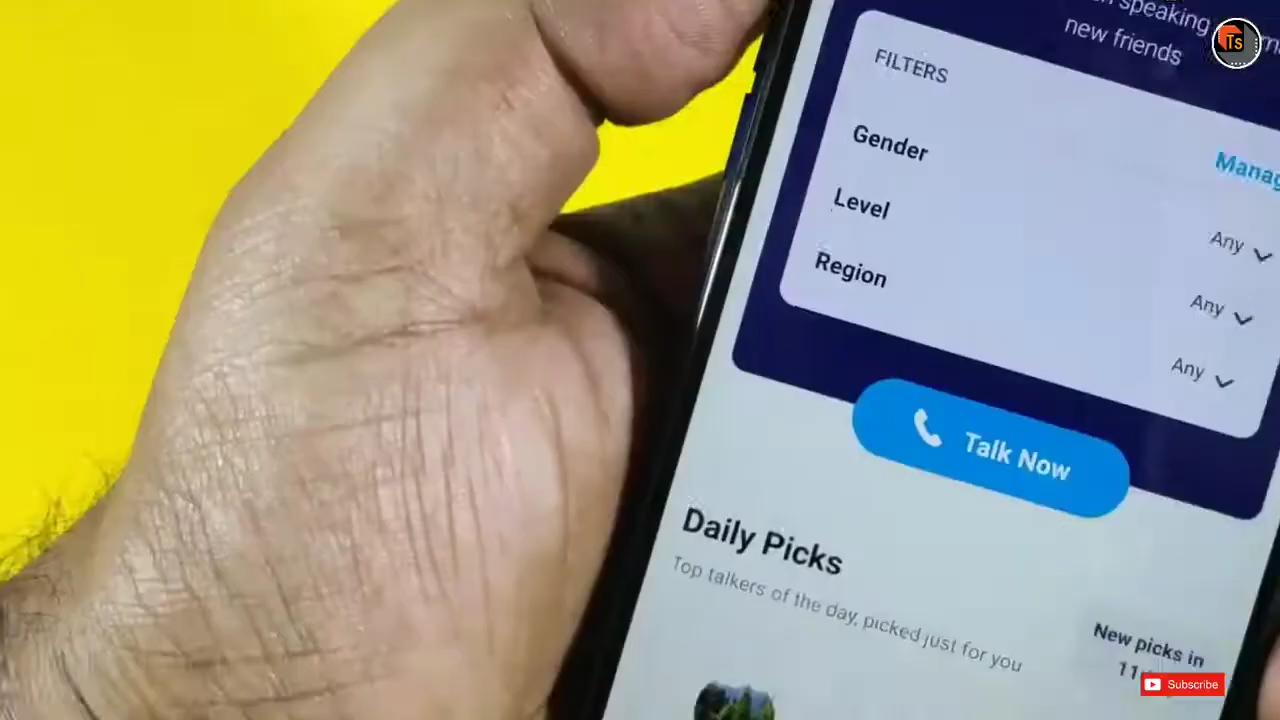 speaking
new friends
Ts
FILTERS
Gender
Level
Region
Any
Any
Any
Talk Now
Daily Picks
Top talkers of the day, picked just for you
New picks in
Subscribe